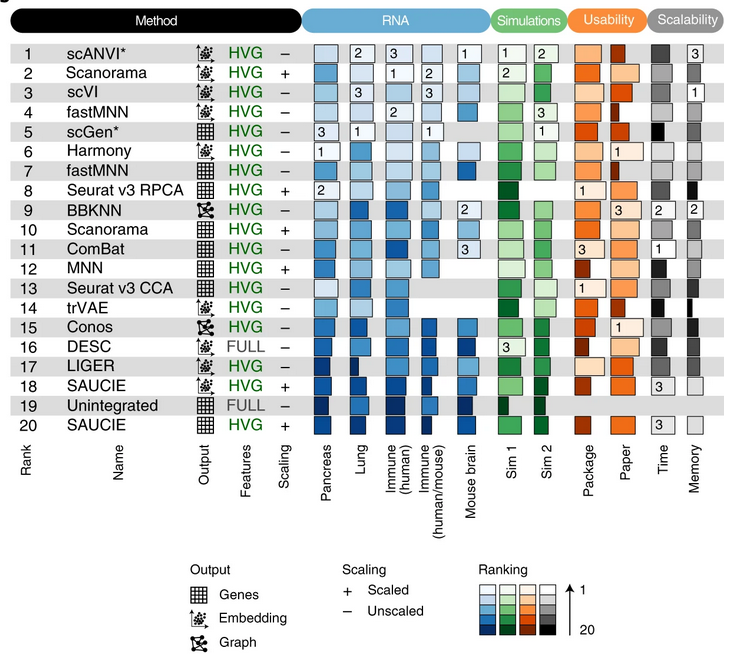 Method RNA Simulations Usability Scalability
1 scANVI* HVG – 2 3 1 1 2 3
2 Scanorama HVG + 1 2 2
3 scVI HVG – 3 3 1
4 fastMNN HVG – 2 3
5 scGen* HVG – 3 1 1 1
6 Harmony HVG – 1 1
7 fastMNN HVG –
8 Seurat v3 RPCA HVG + 2 1
9 BBKNN HVG – 2 3 2 2
10 Scanorama HVG +
11 ComBat HVG – 3 3 1
12 MNN HVG +
13 Seurat v3 CCA HVG – 1
14 trVAE HVG –
15 Conos HVG – 1
16 DESC FULL – 3
17 LIGER HVG –
18 SAUCIE HVG + 3
19 Unintegrated FULL –
20 SAUCIE HVG + 3
Rank
Name
Output
Features
Scaling
Pancreas
Lung
Immune
(human)
Immune
(human/mouse)
Mouse brain
Sim 1
Sim 2
Package
Paper
Time
Memory
Output
Genes
Embedding
Graph
Scaling
+ Scaled
– Unscaled
Ranking
1
20